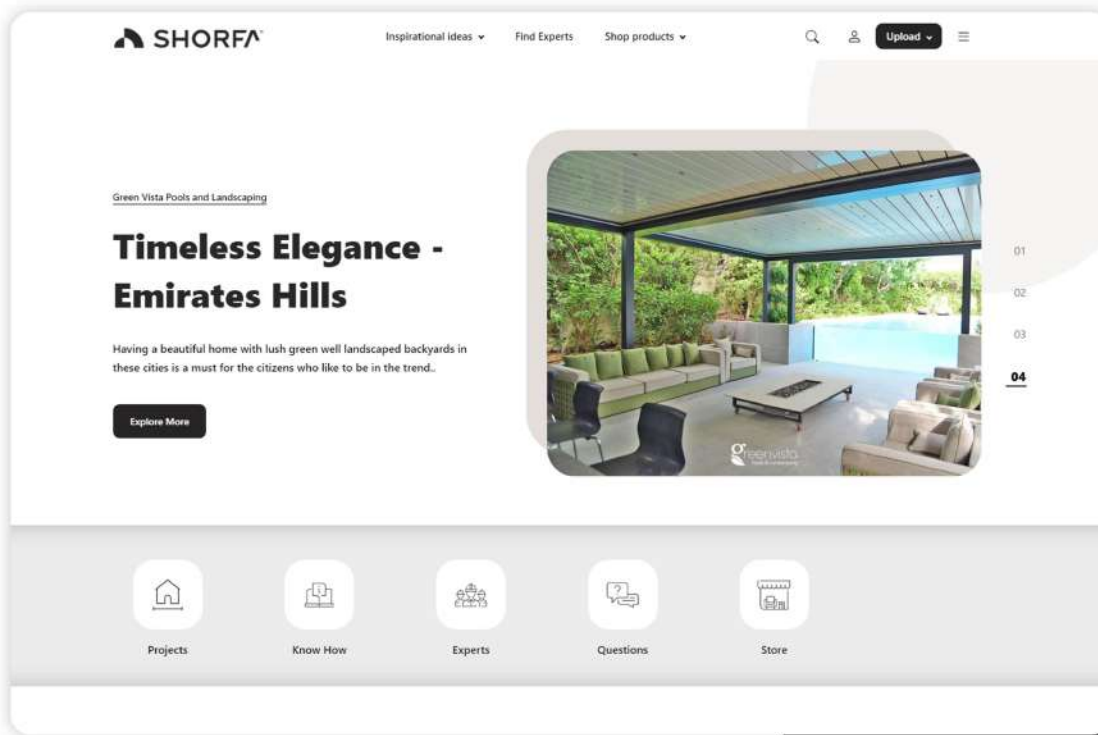 SHORFA
Inspirational ideas
Find Experts
Shop products
Upload
Green Vista Pools and Landscaping
Timeless Elegance -
Emirates Hills
Having a beautiful home with lush green well landscaped backyards in
these cities is a must for the citizens who like to be in the trend..
Explore More
greenvista
01
02
03
04
Projects
Know How
Experts
Questions
Store